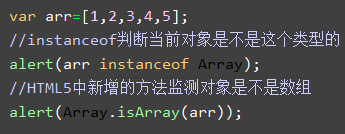 var arr=[1,2,3,4,5];
//instanceof判断当前对象是不是这个类型的
alert(arr instanceof Array);
//HTML5中新增的方法监测对象是不是数组
alert(Array.isArray(arr));